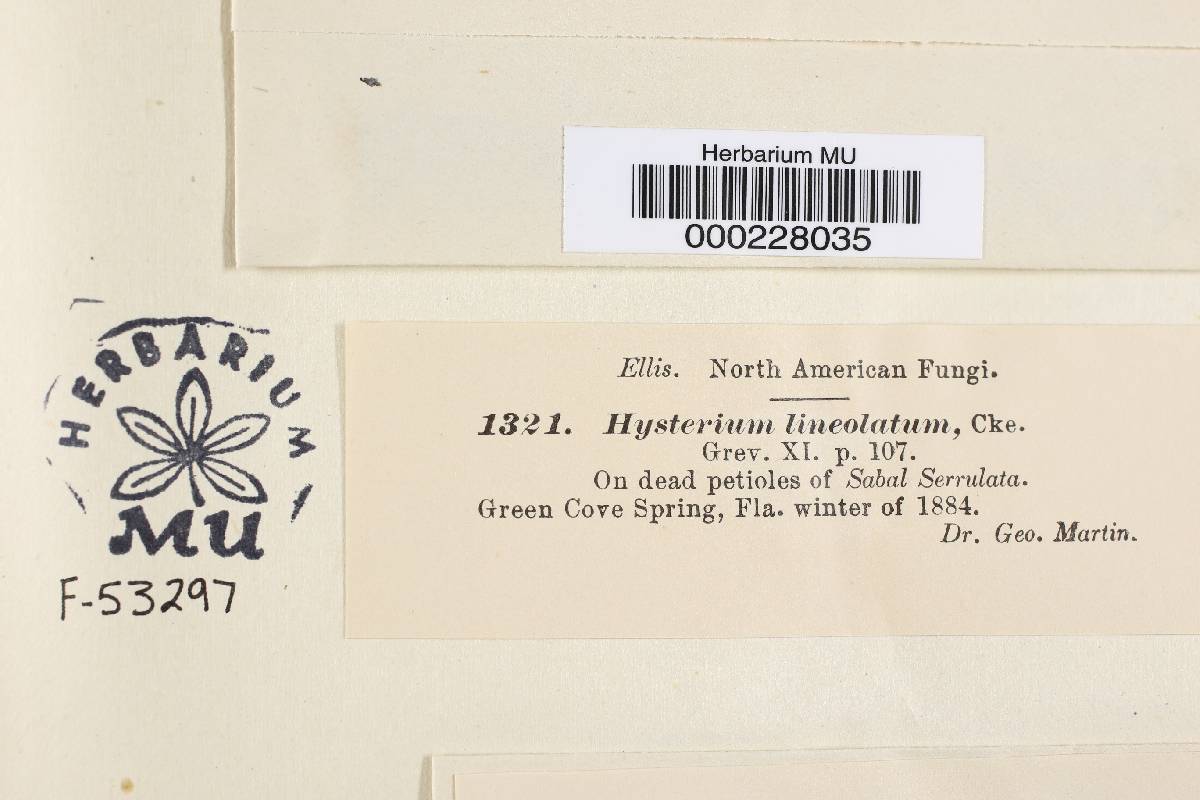 Herbarium MU
000228035
HERBARIUM
MU
F-53297
Ellis. North American Fungi.
1321. Hysterium lineolatum, Cke.
Grev. XI. p. 107.
On dead petioles of Sabal Serrulata.
Green Cove Spring, Fla. winter of 1884.
Dr. Geo. Martin.